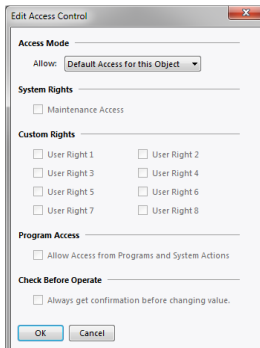 Edit Access Control
Access Mode
Allow: Default Access for this Object
System Rights
Maintenance Access
Custom Rights
User Right 1 User Right 2
User Right 3 User Right 4
User Right 5 User Right 6
User Right 7 User Right 8
Program Access
Allow Access from Programs and System Actions
Check Before Operate
Always get confirmation before changing value.
OK Cancel